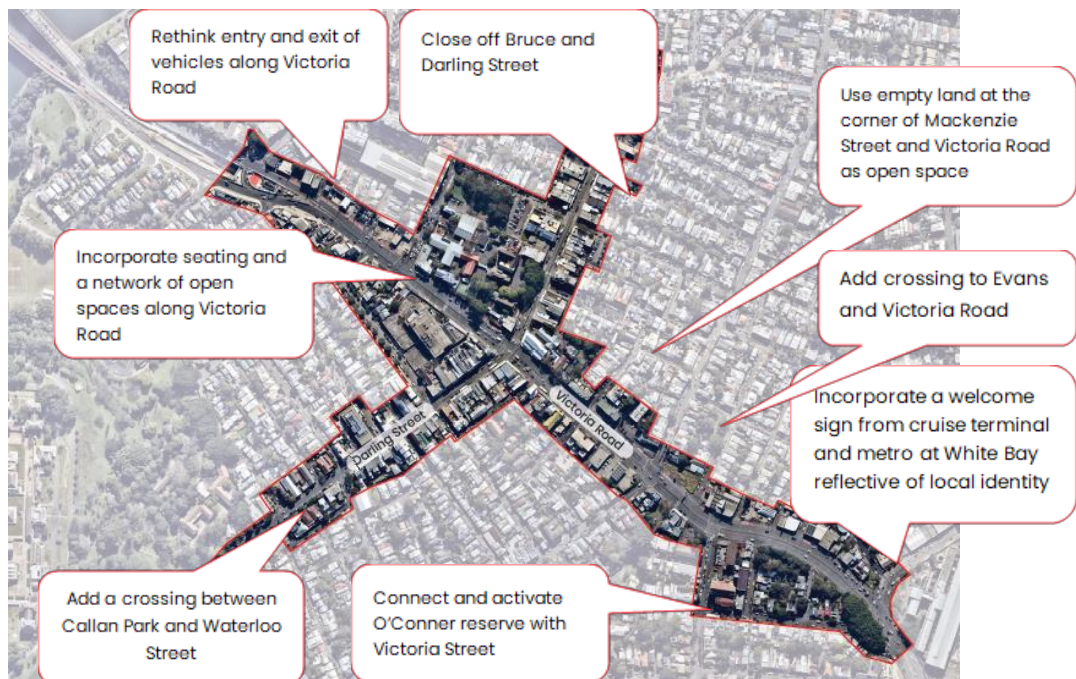 Rethink entry and exit of
vehicles along Victoria
Road
Close off Bruce and
Darling Street
Use empty land at the
corner of Mackenzie
Street and Victoria Road
as open space
Incorporate seating and
a network of open
spaces along Victoria
Road
Add crossing to Evans
and Victoria Road
Incorporate a welcome
sign from cruise terminal
and metro at White Bay
reflective of local identity
Victoria Road
Darling Street
Add a crossing between
Callan Park and Waterloo
Street
Connect and activate
O'Conner reserve with
Victoria Street